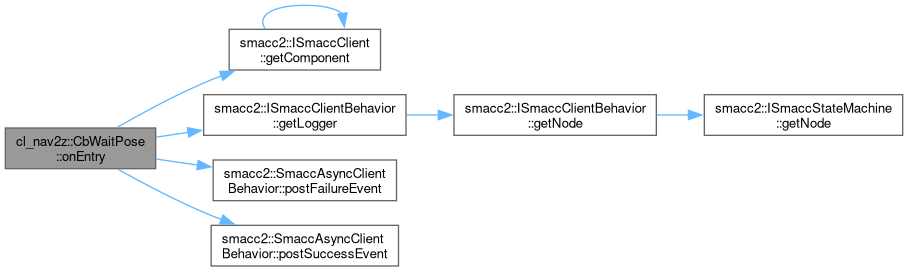 cl_nav2z::CbWaitPose
::onEntry
smacc2::ISmaccClient
::getComponent
smacc2::ISmaccClientBehavior
::getLogger
smacc2::ISmaccClientBehavior
::getNode
smacc2::ISmaccStateMachine
::getNode
smacc2::SmaccAsyncClient
Behavior::postFailureEvent
smacc2::SmaccAsyncClient
Behavior::postSuccessEvent